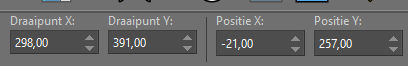 Draaipunt X: Draaipunt Y: Positie X: Positie Y:
298,00 391,00 -21,00 257,00